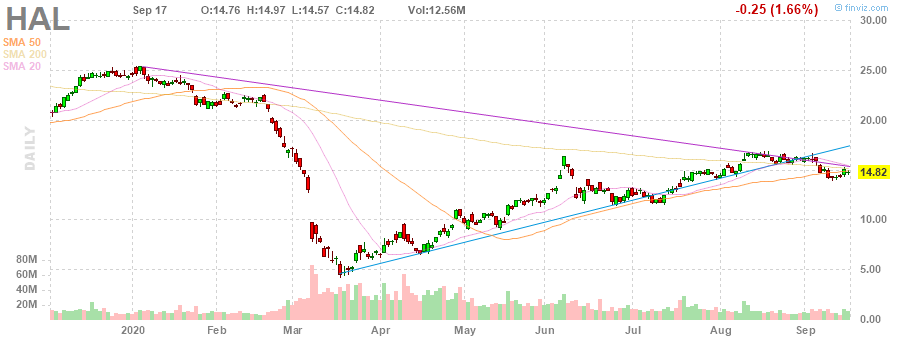 HAL
Sep 17 O:14.76 H:14.97 L:14.57 C:14.82 Vol:12.56M -0.25 (1.66%)
© finviz.com
SMA 50
SMA 200
SMA 20
DAILY
30.00
25.00
20.00
14.82
10.00
5.00
0.00
80M
60M
40M
20M
2020 Feb Mar Apr May Jun Jul Aug Sep